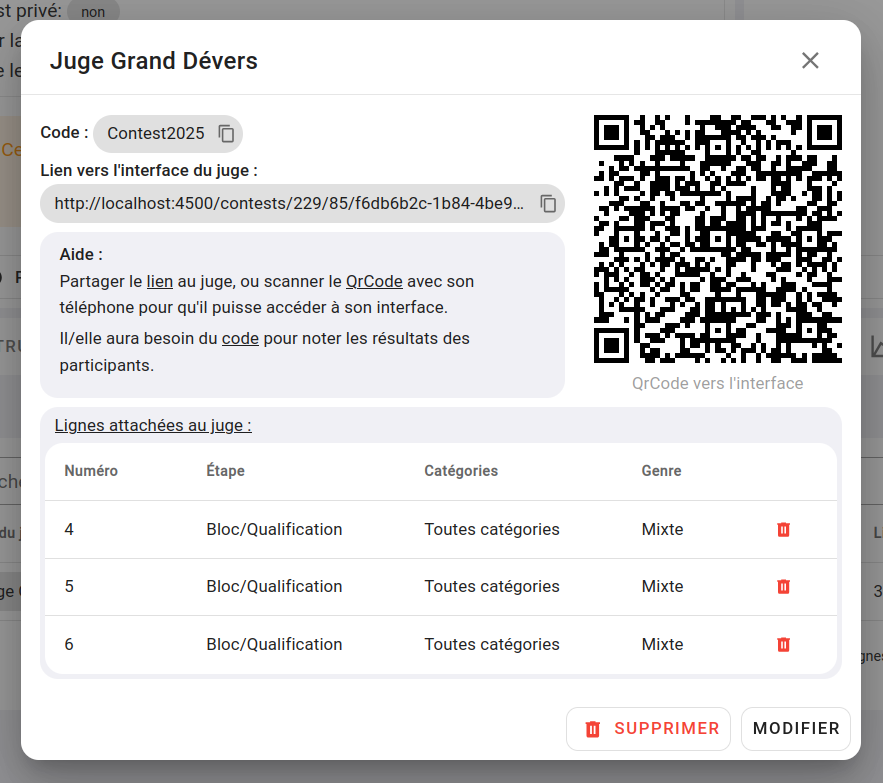 st privé: non
Juge Grand Dévers
Code : Contest2025
Lien vers l'interface du juge :
http://localhost:4500/contests/229/85/f6db6b2c-1b84-4be9...
Aide :
Partager le lien au juge, ou scanner le QrCode avec son
téléphone pour qu'il puisse accéder à son interface.
Il/elle aura besoin du code pour noter les résultats des
participants.
QrCode vers l'interface
Lignes attachées au juge :
Numéro Étape Catégories Genre
4 Bloc/Qualification Toutes catégories Mixte
5 Bloc/Qualification Toutes catégories Mixte
6 Bloc/Qualification Toutes catégories Mixte
SUPPRIMER MODIFIER